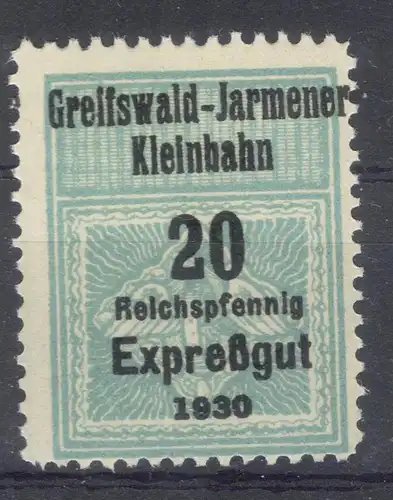 Greifswald-Jarmener
Kleinbahn
20
Reichspfennig
Expreßgut
1930